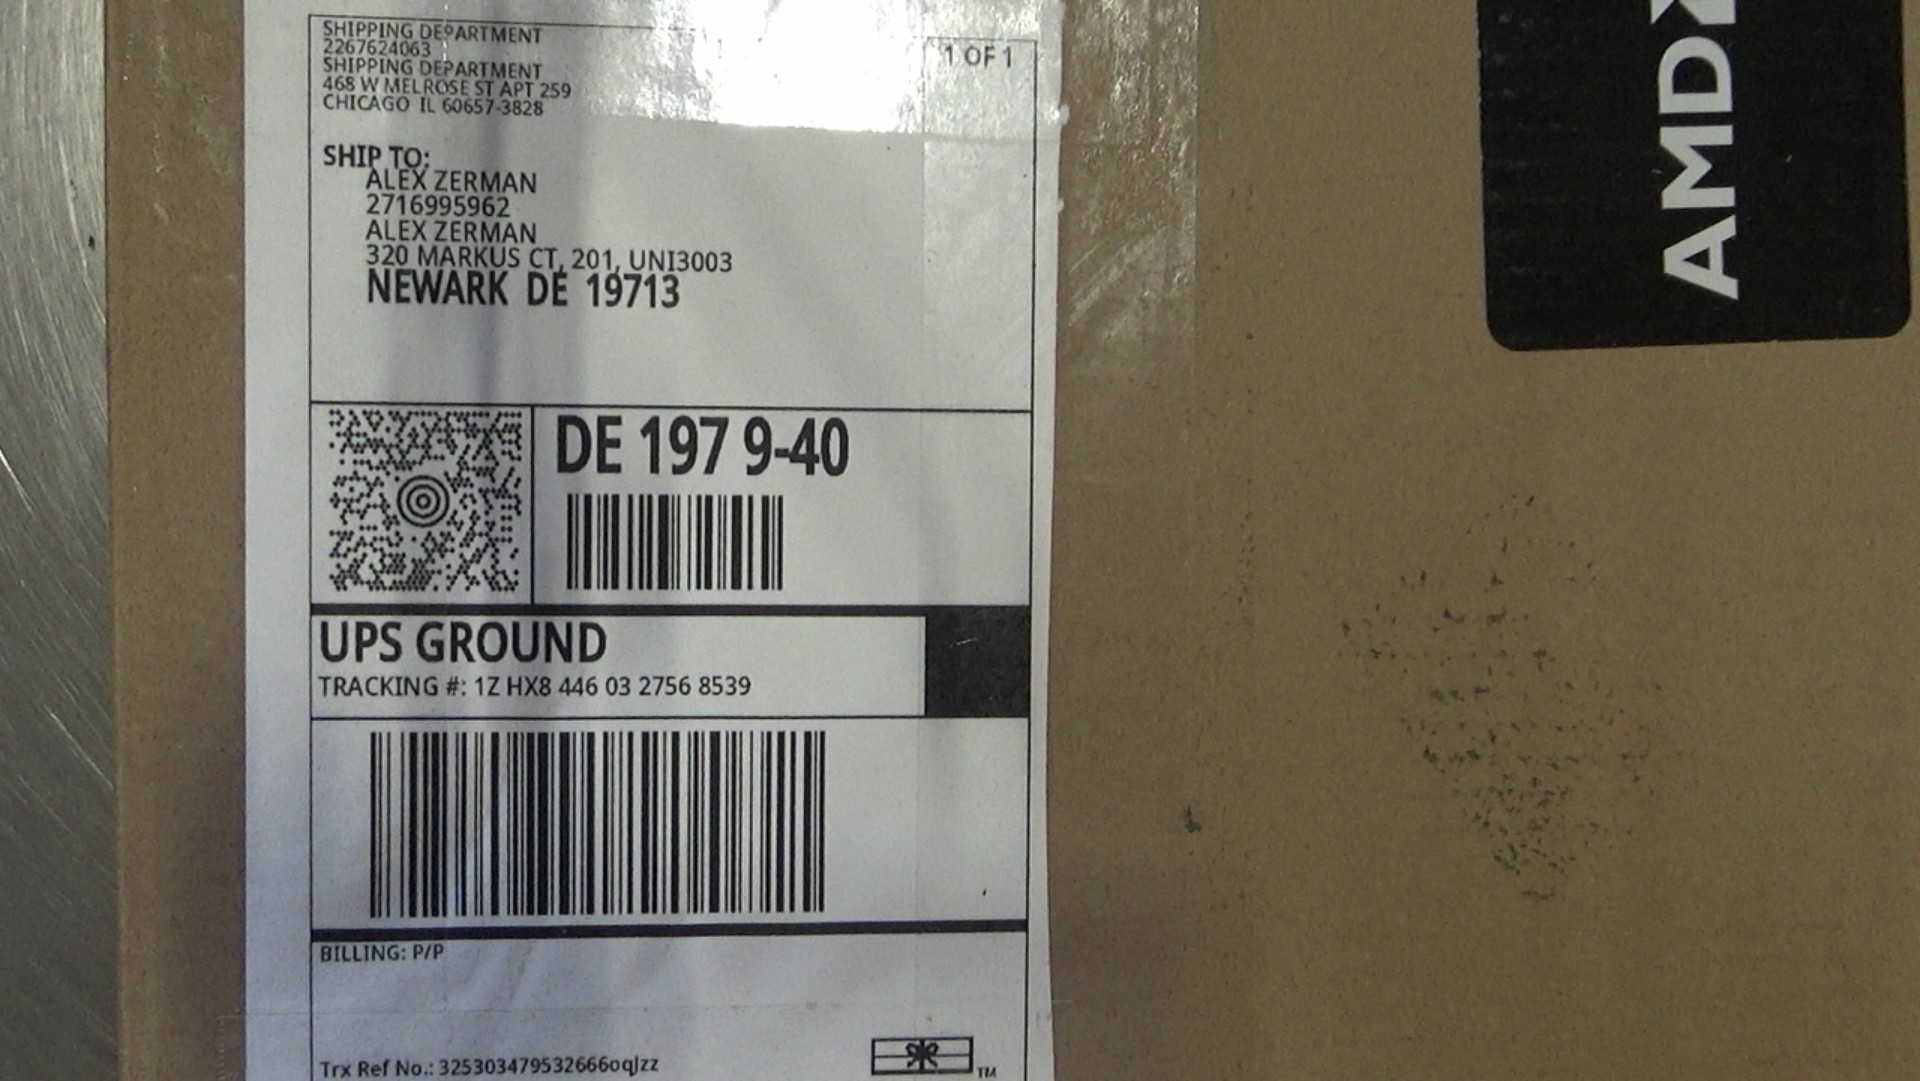 SHIPPING DEPARTMENT
2267624063
SHIPPING DEPARTMENT
468 W MELROSE ST APT 259
CHICAGO IL 60657-3828
1 OF 1
SHIP TO:
ALEX ZERMAN
2716995962
ALEX ZERMAN
320 MARKUS CT, 201, UNI3003
NEWARK DE 19713
DE 197 9-40
UPS GROUND
TRACKING #: 1Z HX8 446 03 2756 8539
BILLING: P/P
Trx Ref No.: 325303479532666oqJzz
TM
AMD